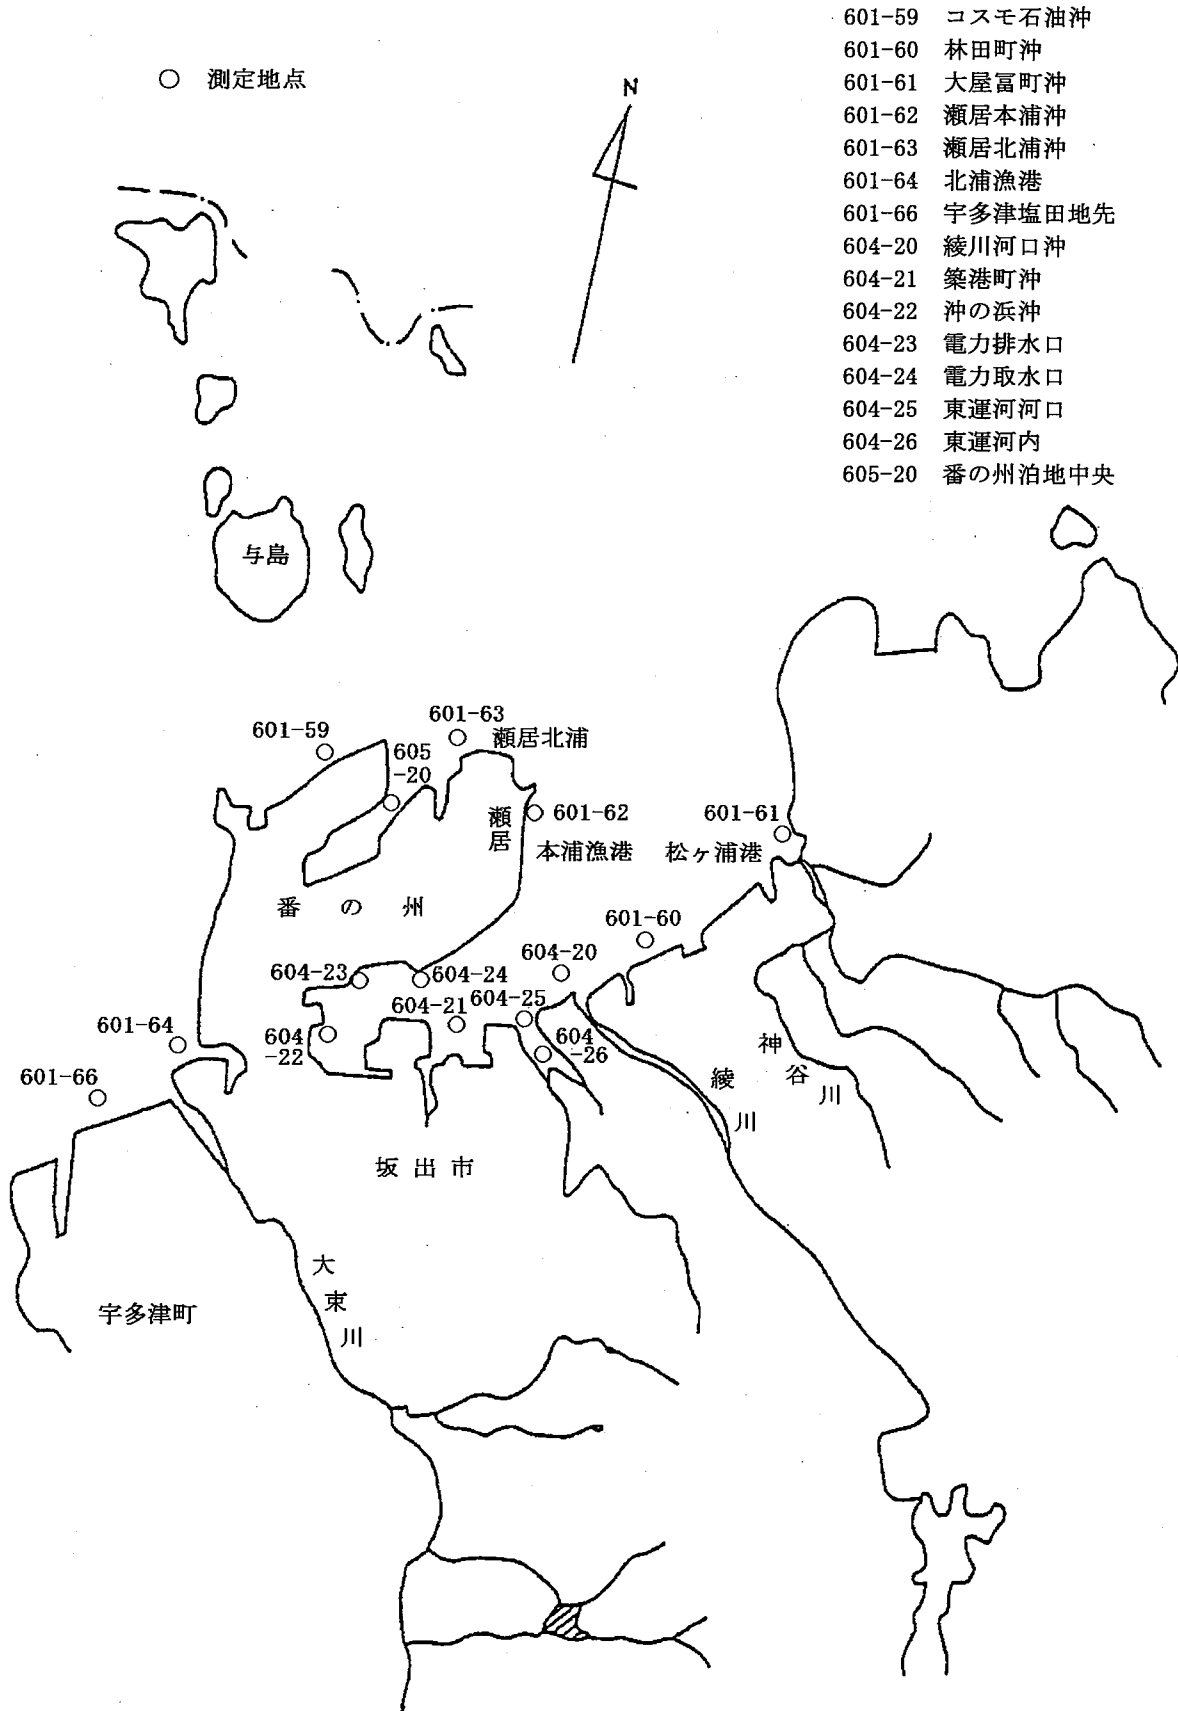 601-59 コスモ石油沖
601-60 林田町沖
601-61 大屋冨町沖
601-62 瀬居本浦沖
601-63 瀬居北浦沖
601-64 北浦漁港
601-66 宇多津塩田地先
604-20 綾川河口沖
604-21 築港町沖
604-22 沖の浜沖
604-23 電力排水口
604-24 電力取水口
604-25 東運河河口
604-26 東運河内
605-20 番の州泊地中央
○ 測定地点
N
与島
601-63
瀬居北浦
601-59
605
-20
瀬居
601-62
601-61
本浦漁港
松ヶ浦港
番の州
601-60
604-20
604-23
604-24
604-21
604-25
601-64
604
-22
604
-26
神谷川
601-66
綾川
坂出市
大束川
宇多津町